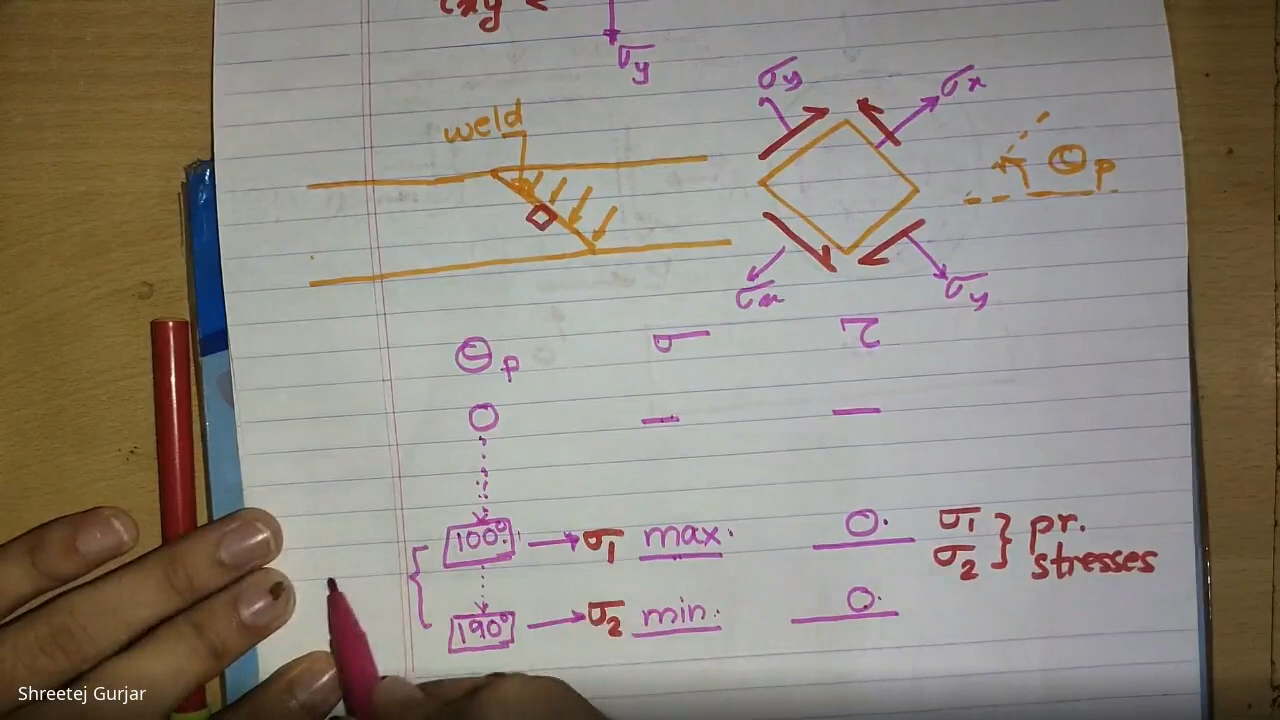 τxy
σy
weld
σy
σx
θp
σx
σy
θp σ τ
0 — —
100° → σ1 max. 0. σ1 } pr.
σ2 } stresses
190° → σ2 min. 0.
Shreetej Gurjar